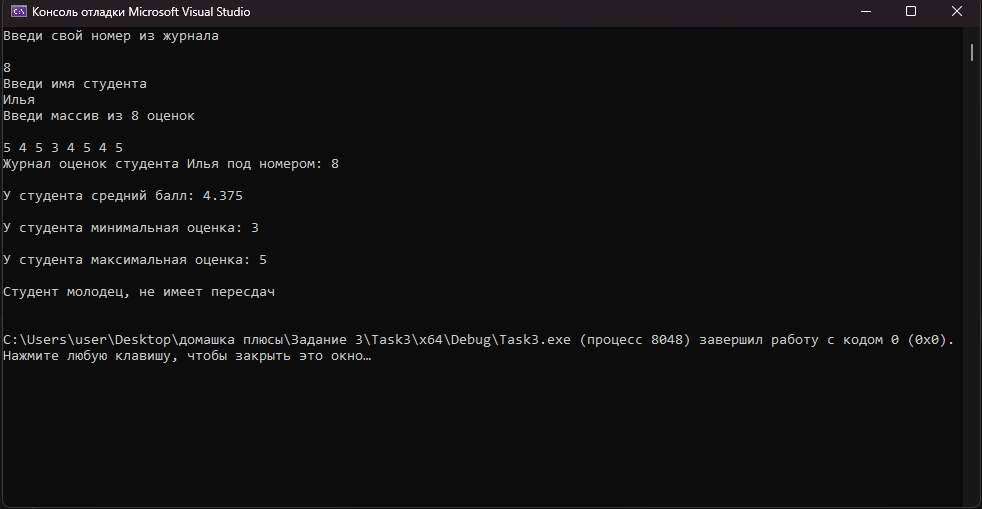 Консоль отладки Microsoft Visual Studio
Введи свой номер из журнала
8
Введи имя студента
Илья
Введи массив из 8 оценок
5 4 5 3 4 5 4 5
Журнал оценок студента Илья под номером: 8
У студента средний балл: 4.375
У студента минимальная оценка: 3
У студента максимальная оценка: 5
Студент молодец, не имеет пересдач
C:\Users\user\Desktop\домашка плюсы\Задание 3\Task3\x64\Debug\Task3.exe (процесс 8048) завершил работу с кодом 0 (0x0).
Нажмите любую клавишу, чтобы закрыть это окно…